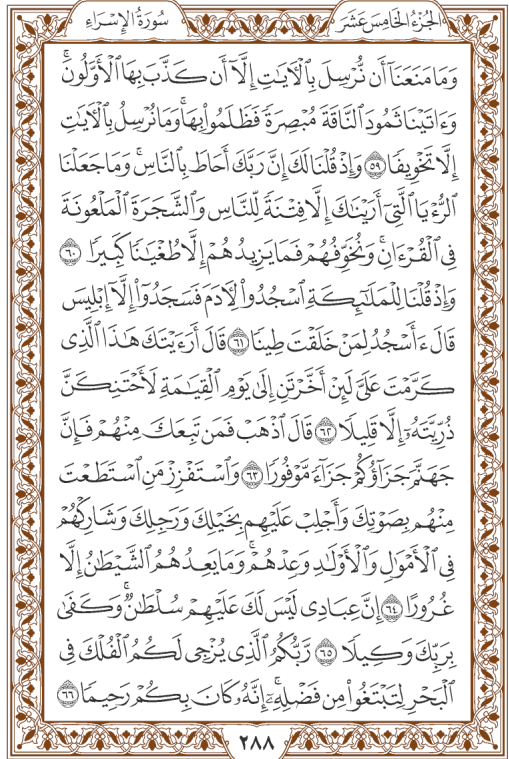 الجُزْءُ الخَامِسَ عَشَرَ
سُورَةُ الإِسْرَاءِ
وَمَا مَنَعَنَآ أَن نُّرْسِلَ بِٱلْأٓيَٰتِ إِلَّآ أَن كَذَّبَ بِهَا ٱلْأَوَّلُونَۚ
وَءَاتَيْنَا ثَمُودَ ٱلنَّاقَةَ مُبْصِرَةً فَظَلَمُوا۟ بِهَاۚ وَمَا نُرْسِلُ بِٱلْأٓيَٰتِ
إِلَّا تَخْوِيفًا ٥٩ وَإِذْ قُلْنَا لَكَ إِنَّ رَبَّكَ أَحَاطَ بِٱلنَّاسِۚ وَمَا جَعَلْنَا
ٱلرُّءْيَا ٱلَّتِىٓ أَرَيْنَٰكَ إِلَّا فِتْنَةً لِّلنَّاسِ وَٱلشَّجَرَةَ ٱلْمَلْعُونَةَ
فِى ٱلْقُرْءَانِۚ وَنُخَوِّفُهُمْ فَمَا يَزِيدُهُمْ إِلَّا طُغْيَٰنًا كَبِيرًا ٦٠
وَإِذْ قُلْنَا لِلْمَلَٰٓئِكَةِ ٱسْجُدُوا۟ لِأٓدَمَ فَسَجَدُوٓا۟ إِلَّآ إِبْلِيسَ
قَالَ ءَأَسْجُدُ لِمَنْ خَلَقْتَ طِينًا ٦١ قَالَ أَرَءَيْتَكَ هَٰذَا ٱلَّذِى
كَرَّمْتَ عَلَىَّ لَئِنْ أَخَّرْتَنِ إِلَىٰ يَوْمِ ٱلْقِيَٰمَةِ لَأَحْتَنِكَنَّ
ذُرِّيَّتَهُۥٓ إِلَّا قَلِيلًا ٦٢ قَالَ ٱذْهَبْ فَمَن تَبِعَكَ مِنْهُمْ فَإِنَّ
جَهَنَّمَ جَزَآؤُكُمْ جَزَآءً مَّوْفُورًا ٦٣ وَٱسْتَفْزِزْ مَنِ ٱسْتَطَعْتَ
مِنْهُم بِصَوْتِكَ وَأَجْلِبْ عَلَيْهِم بِخَيْلِكَ وَرَجِلِكَ وَشَارِكْهُمْ
فِى ٱلْأَمْوَٰلِ وَٱلْأَوْلَٰدِ وَعِدْهُمْۚ وَمَا يَعِدُهُمُ ٱلشَّيْطَٰنُ إِلَّا
غُرُورًا ٦٤ إِنَّ عِبَادِى لَيْسَ لَكَ عَلَيْهِمْ سُلْطَٰنٌۚ وَكَفَىٰ
بِرَبِّكَ وَكِيلًا ٦٥ رَّبُّكُمُ ٱلَّذِى يُزْجِى لَكُمُ ٱلْفُلْكَ فِى
ٱلْبَحْرِ لِتَبْتَغُوا۟ مِن فَضْلِهِۦٓۚ إِنَّهُۥ كَانَ بِكُمْ رَحِيمًا ٦٦
٢٨٨